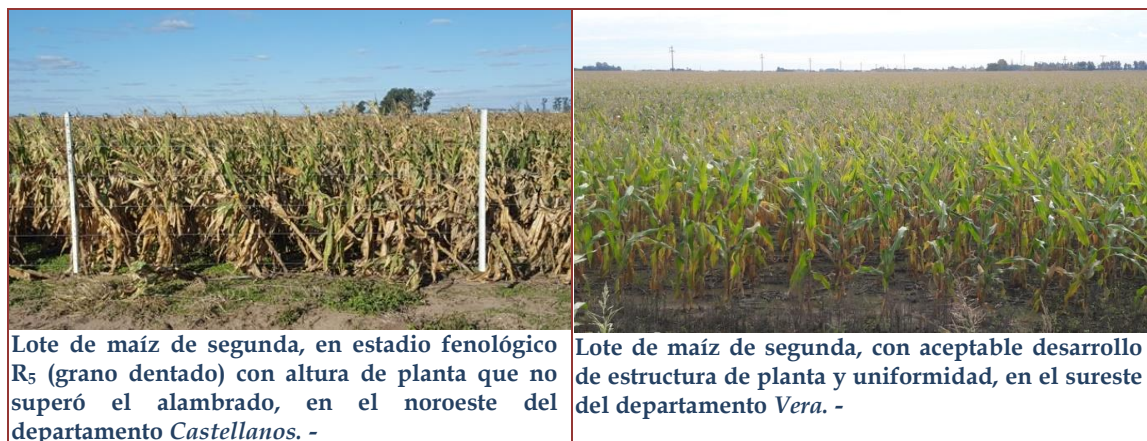 Lote de maíz de segunda, en estadio fenológico
R₅ (grano dentado) con altura de planta que no
superó el alambrado, en el noroeste del
departamento Castellanos. -
Lote de maíz de segunda, con aceptable desarrollo
de estructura de planta y uniformidad, en el sureste
del departamento Vera. -